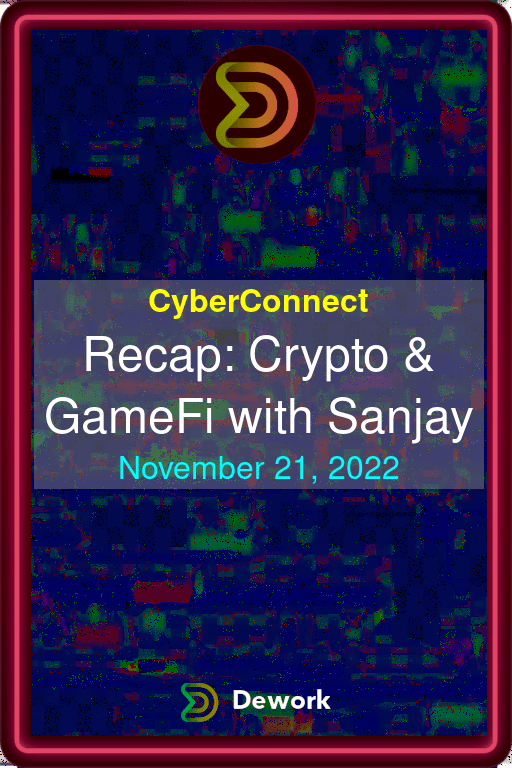 CyberConnect
Recap: Crypto &
GameFi with Sanjay
November 21, 2022
Dework